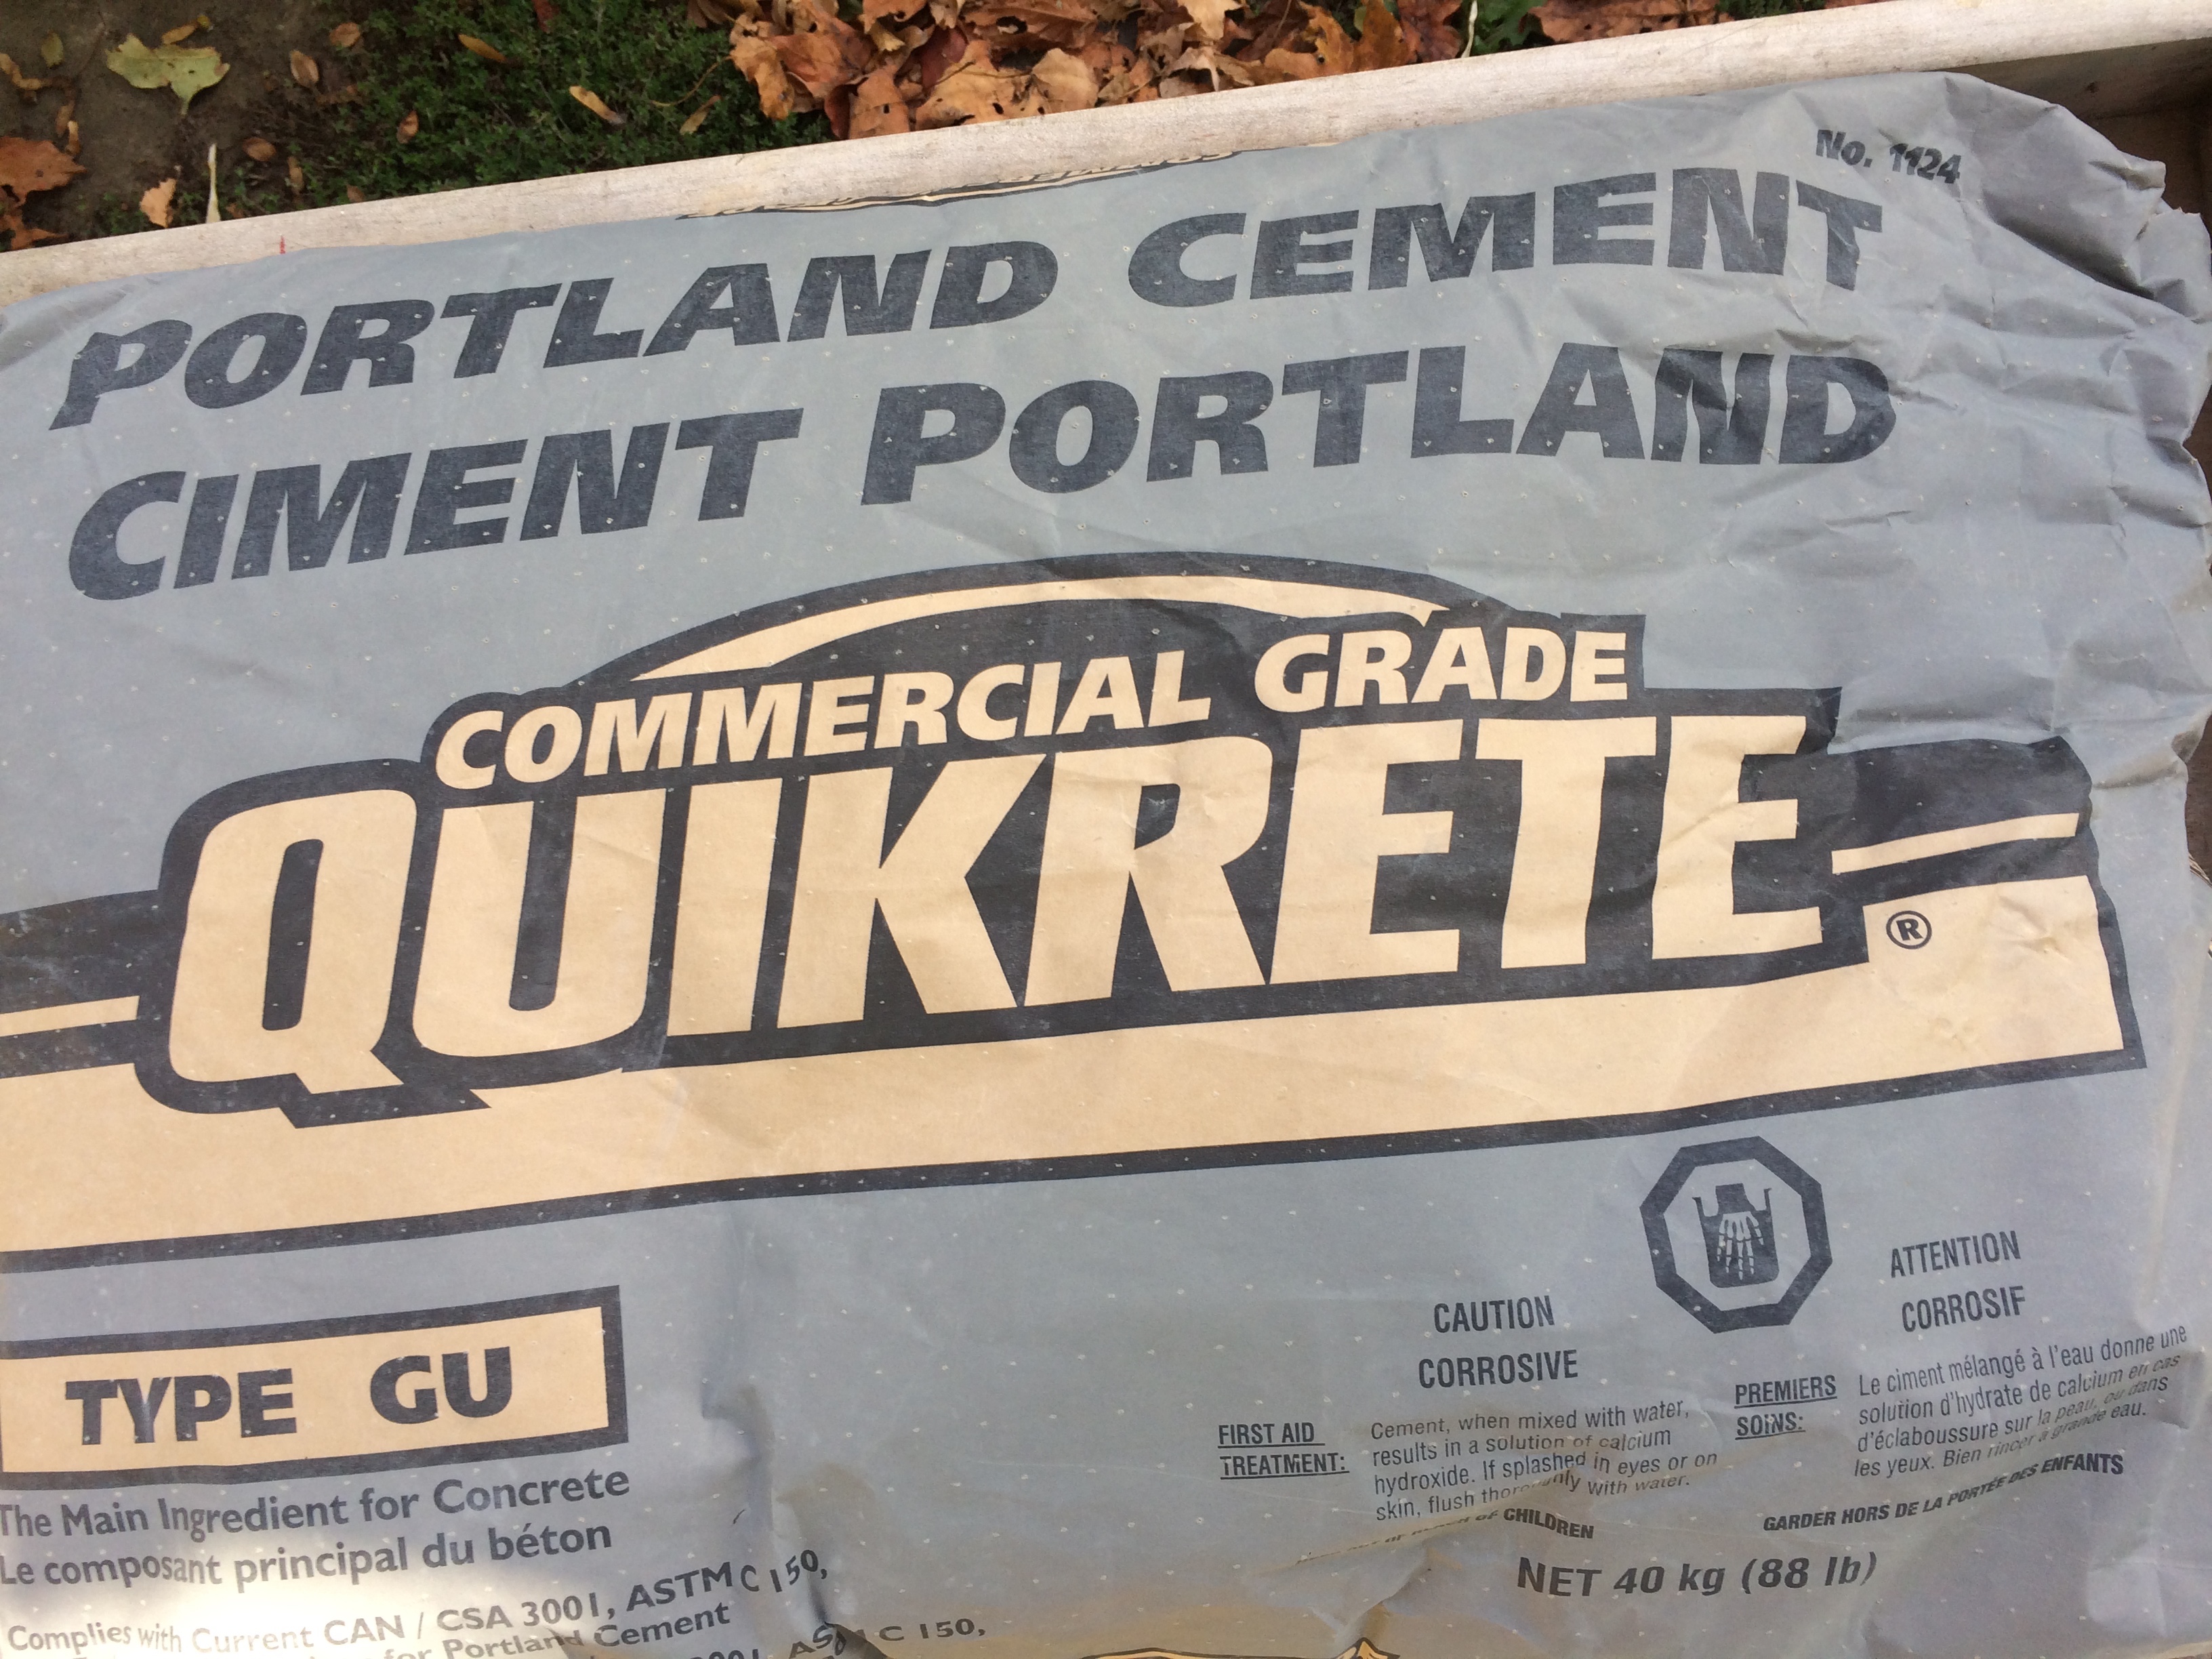 No. 1124
PORTLAND CEMENT
CIMENT PORTLAND
COMMERCIAL GRADE
QUIKRETE
®
TYPE GU
The Main Ingredient for Concrete
Le composant principal du béton
Complies with Current CAN / CSA 3001, ASTM C 150,
for Portland Cement
C 150,
CAUTION
CORROSIVE
FIRST AID
TREATMENT:
Cement, when mixed with water,
results in a solution of calcium
hydroxide. If splashed in eyes or on
skin, flush thoroughly with water.
OF CHILDREN
ATTENTION
CORROSIF
PREMIERS
SOINS:
Le ciment mélangé à l'eau donne une
solution d'hydrate de calcium en cas
d'éclaboussure sur la peau, ou dans
les yeux. Bien rincer à grande eau.
GARDER HORS DE LA PORTÉE DES ENFANTS
NET 40 kg (88 lb)